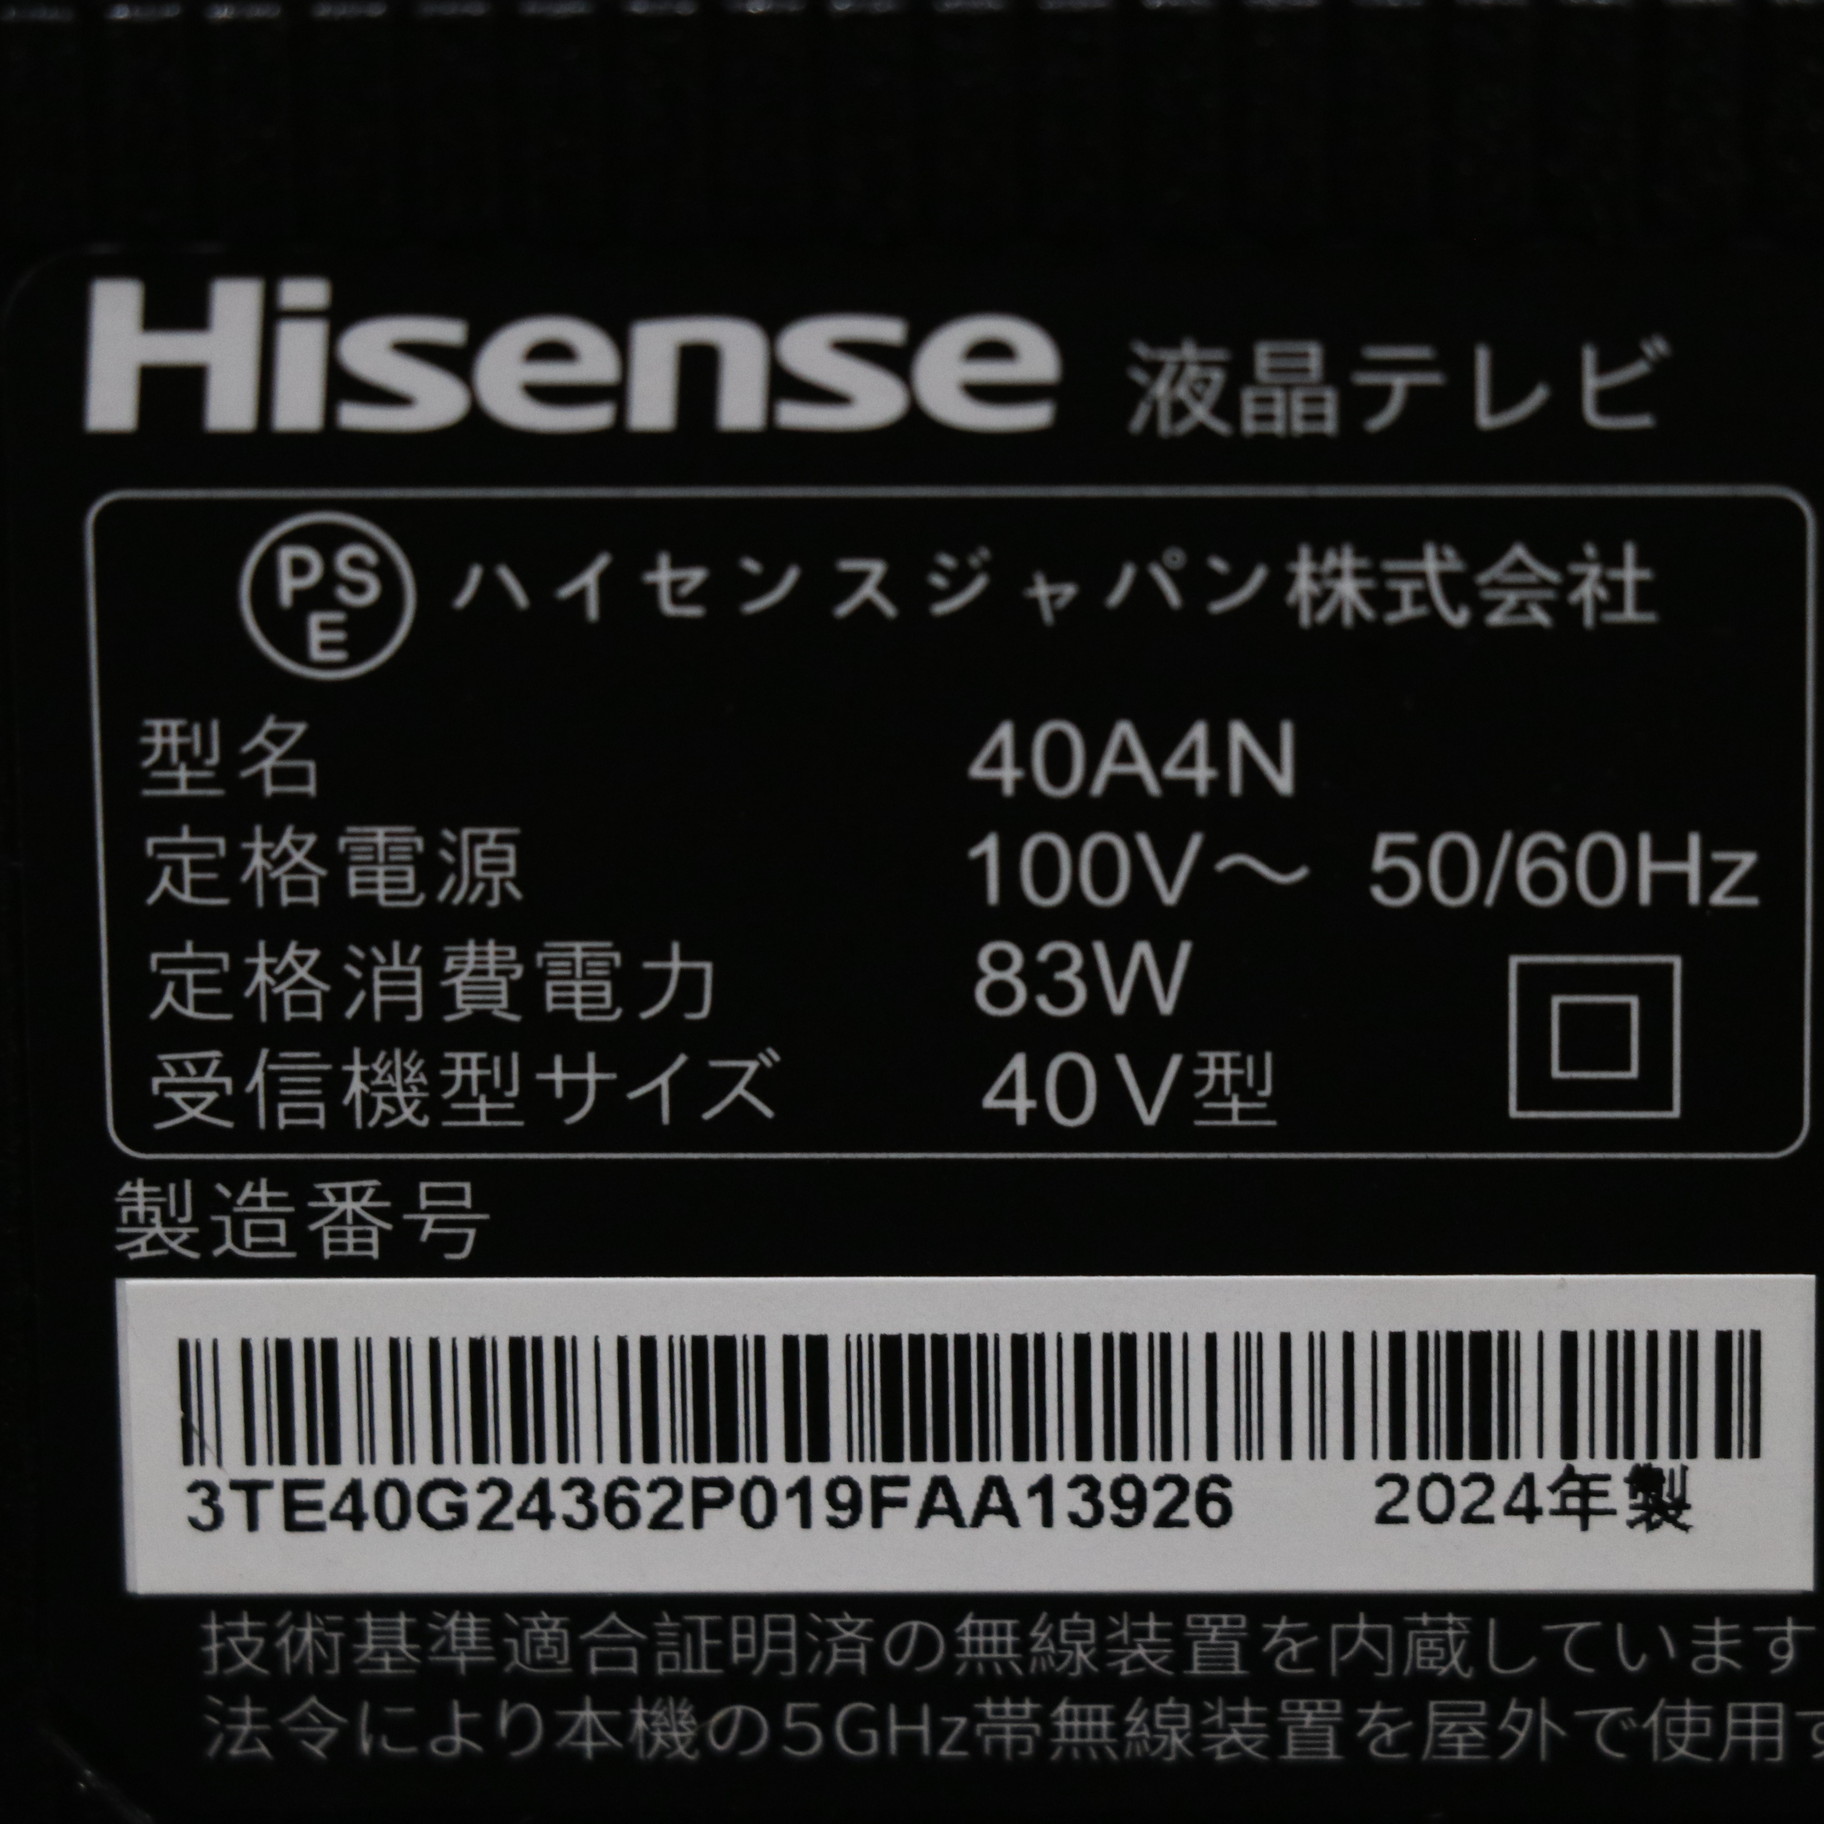 Hisense 液晶テレビ
PSE ハイセンスジャパン株式会社
型名 40A4N
定格電源 100V～ 50/60Hz
定格消費電力 83W
受信機型サイズ 40V型
製造番号
3TE40G24362P019FAA13926 2024年製
技術基準適合証明済の無線装置を内蔵しています
法令により本機の5GHz帯無線装置を屋外で使用す